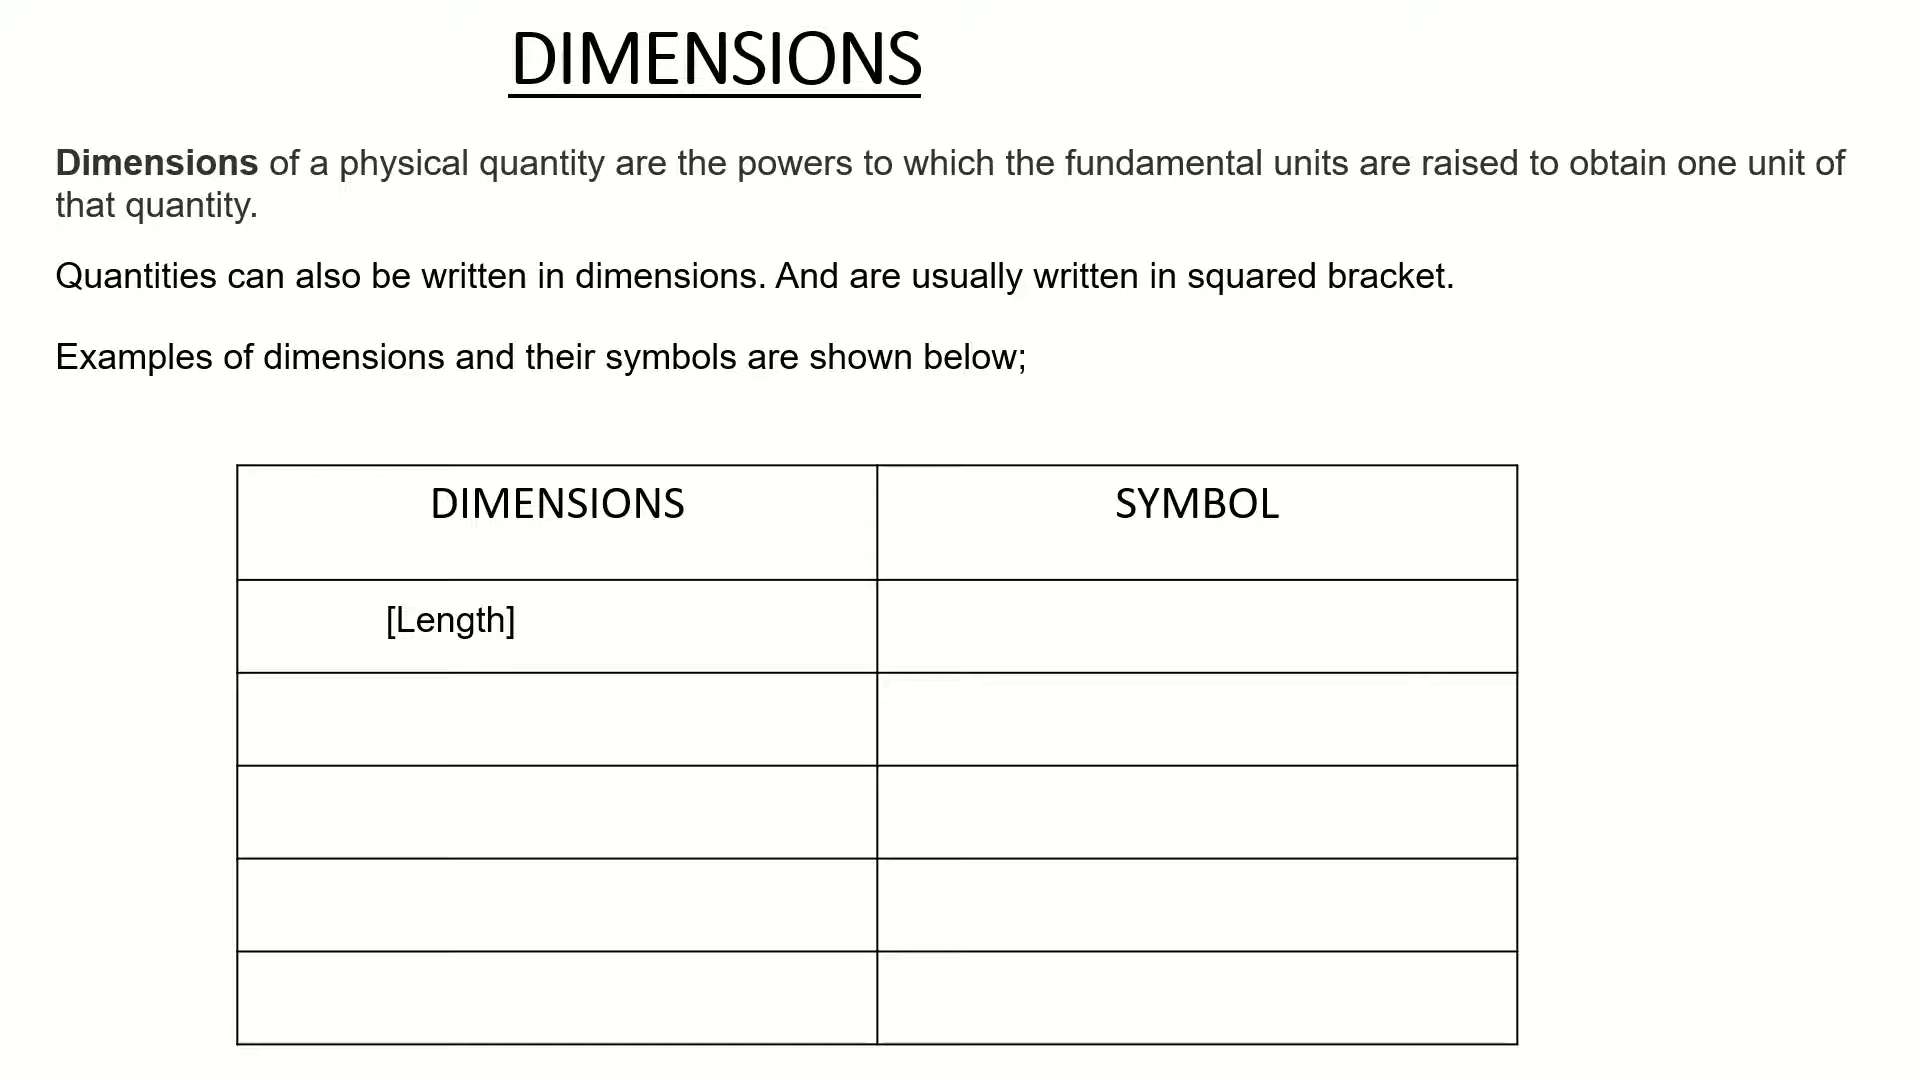 DIMENSIONS
Dimensions of a physical quantity are the powers to which the fundamental units are raised to obtain one unit of
that quantity.
Quantities can also be written in dimensions. And are usually written in squared bracket.
Examples of dimensions and their symbols are shown below;
DIMENSIONS SYMBOL
[Length]